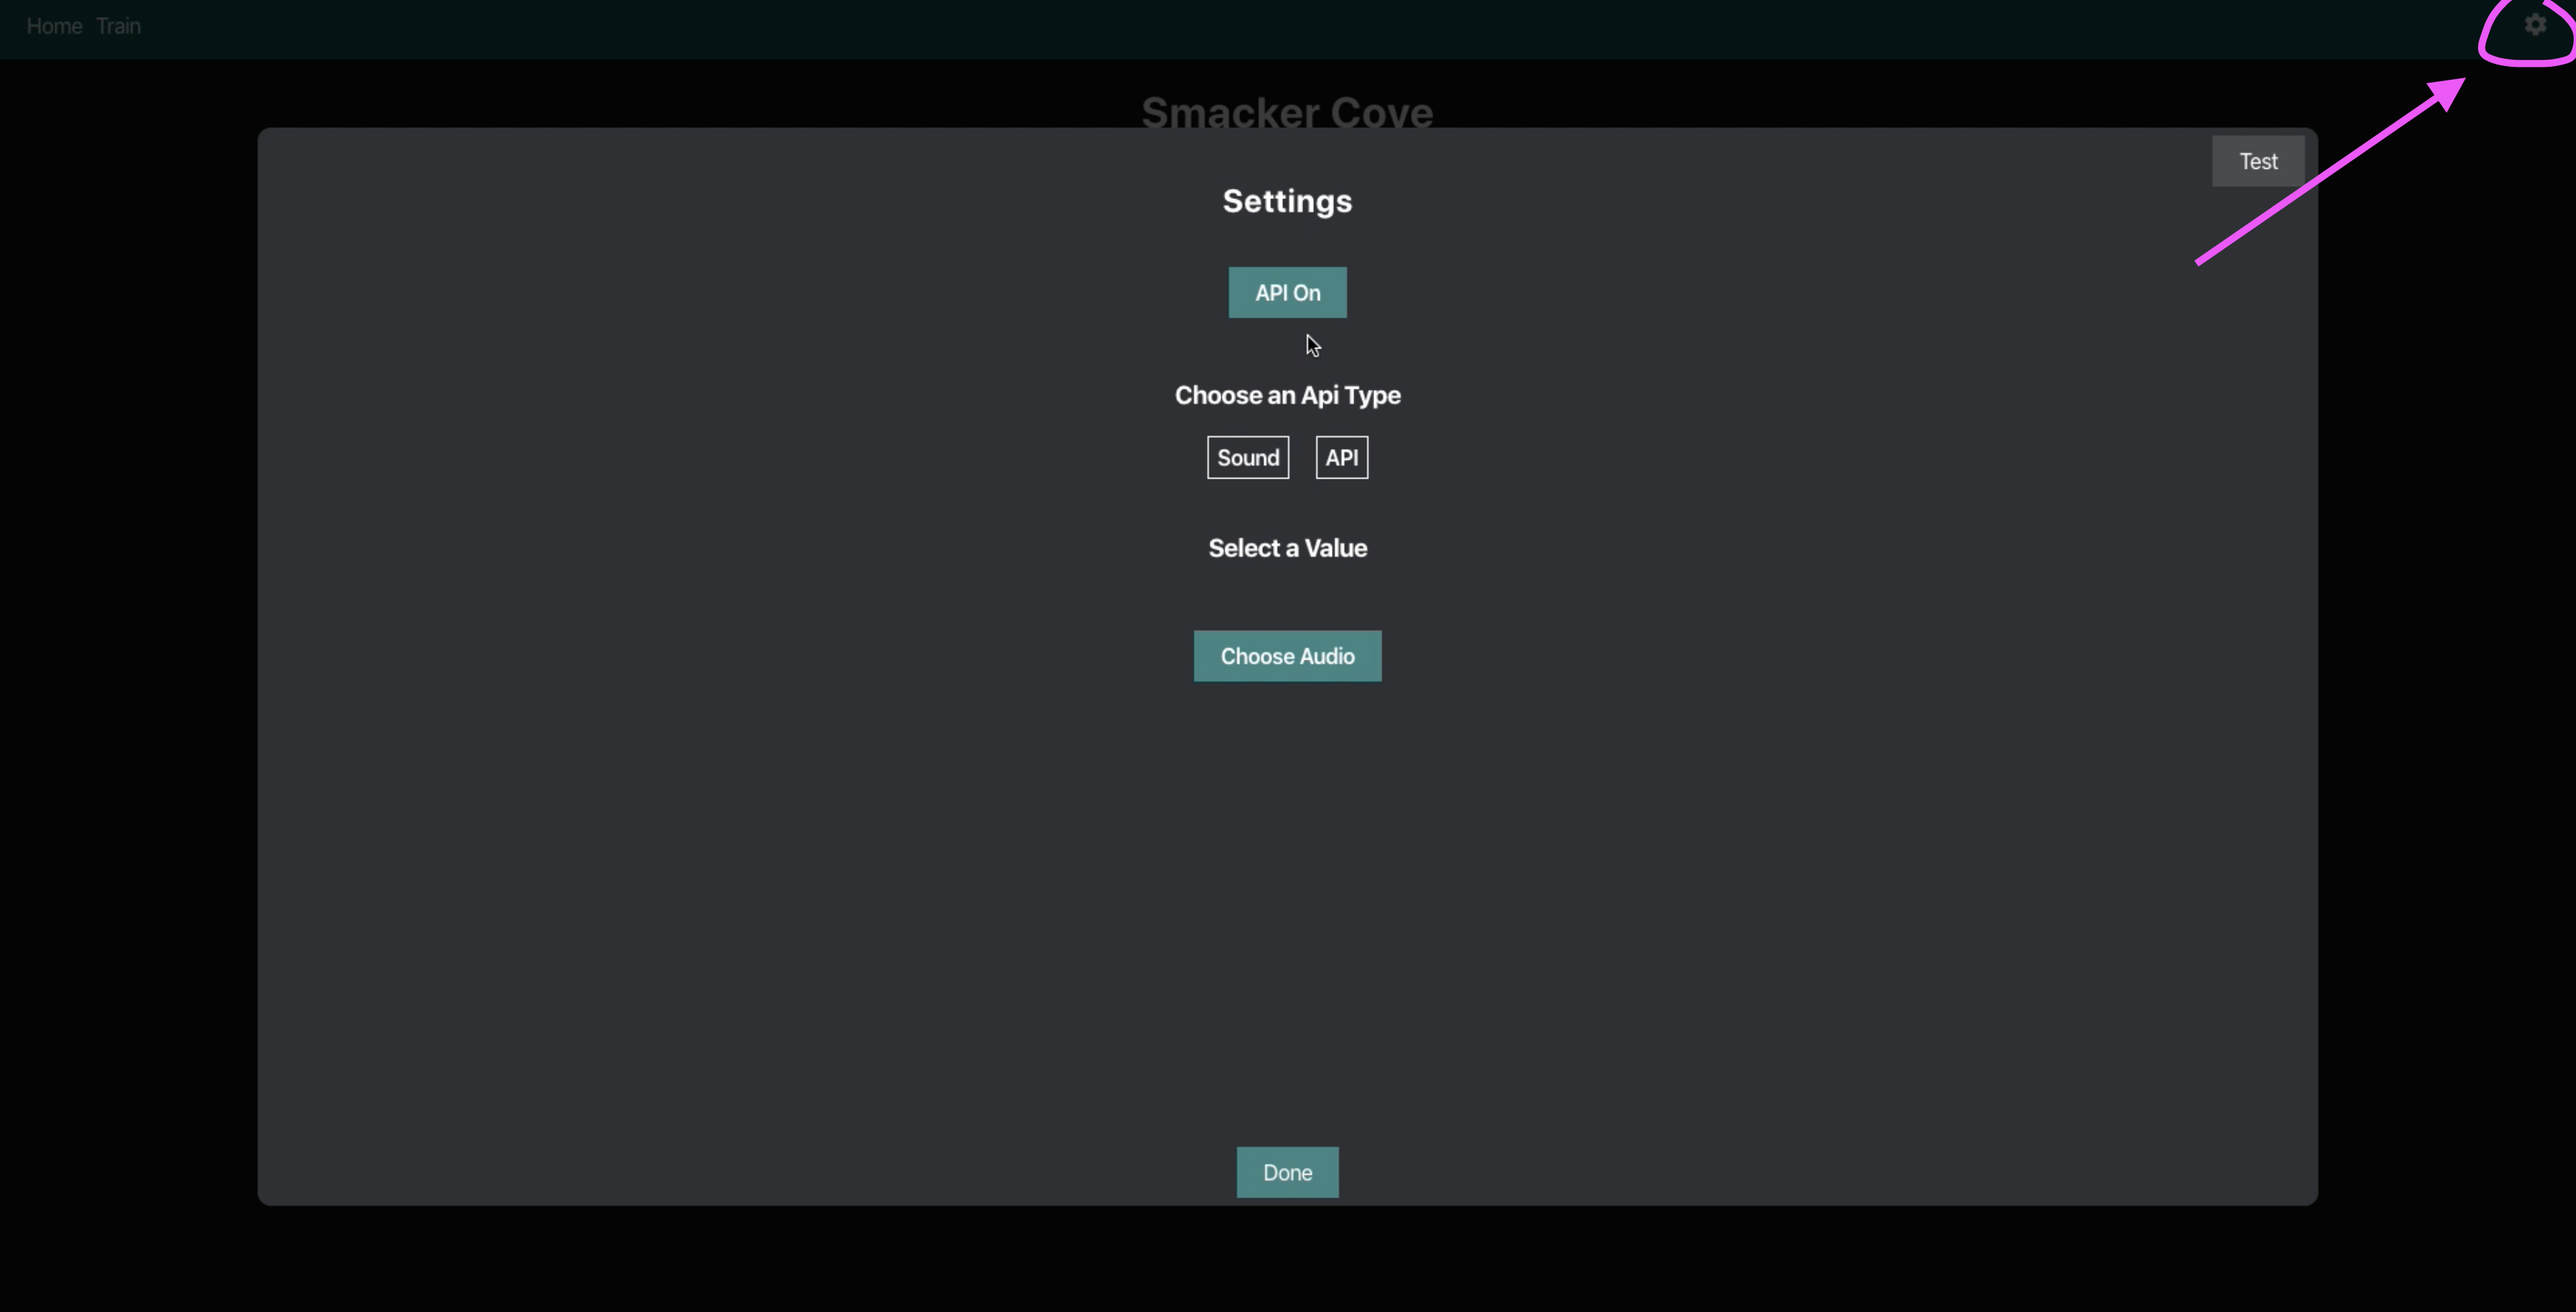 Home Train
Smacker Cove
Test
Settings
API On
Choose an Api Type
Sound API
Select a Value
Choose Audio
Done